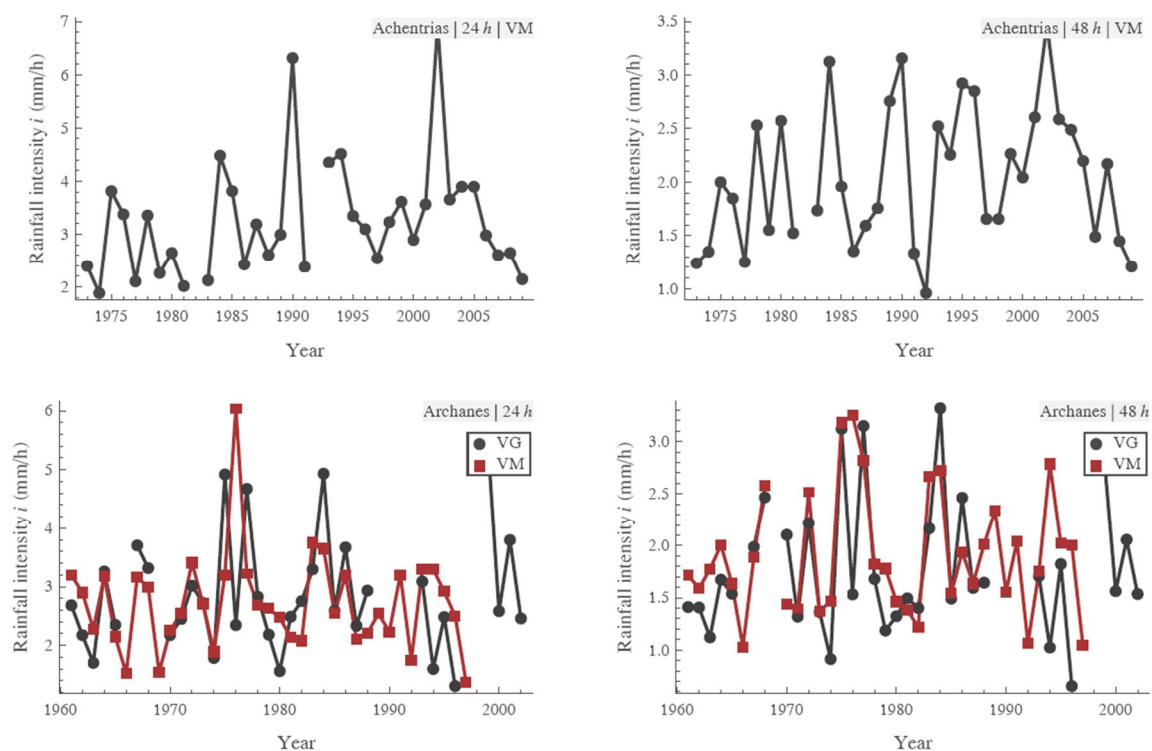 Achentrias | 24 h | VM
Rainfall intensity i (mm/h)
7
6
5
4
3
2
1975 1980 1985 1990 1995 2000 2005
Year
Achentrias | 48 h | VM
Rainfall intensity i (mm/h)
3.5
3.0
2.5
2.0
1.5
1.0
1975 1980 1985 1990 1995 2000 2005
Year
Archanes | 24 h
VG
VM
Rainfall intensity i (mm/h)
6
5
4
3
2
1960 1970 1980 1990 2000
Year
Archanes | 48 h
VG
VM
Rainfall intensity i (mm/h)
3.0
2.5
2.0
1.5
1.0
1960 1970 1980 1990 2000
Year